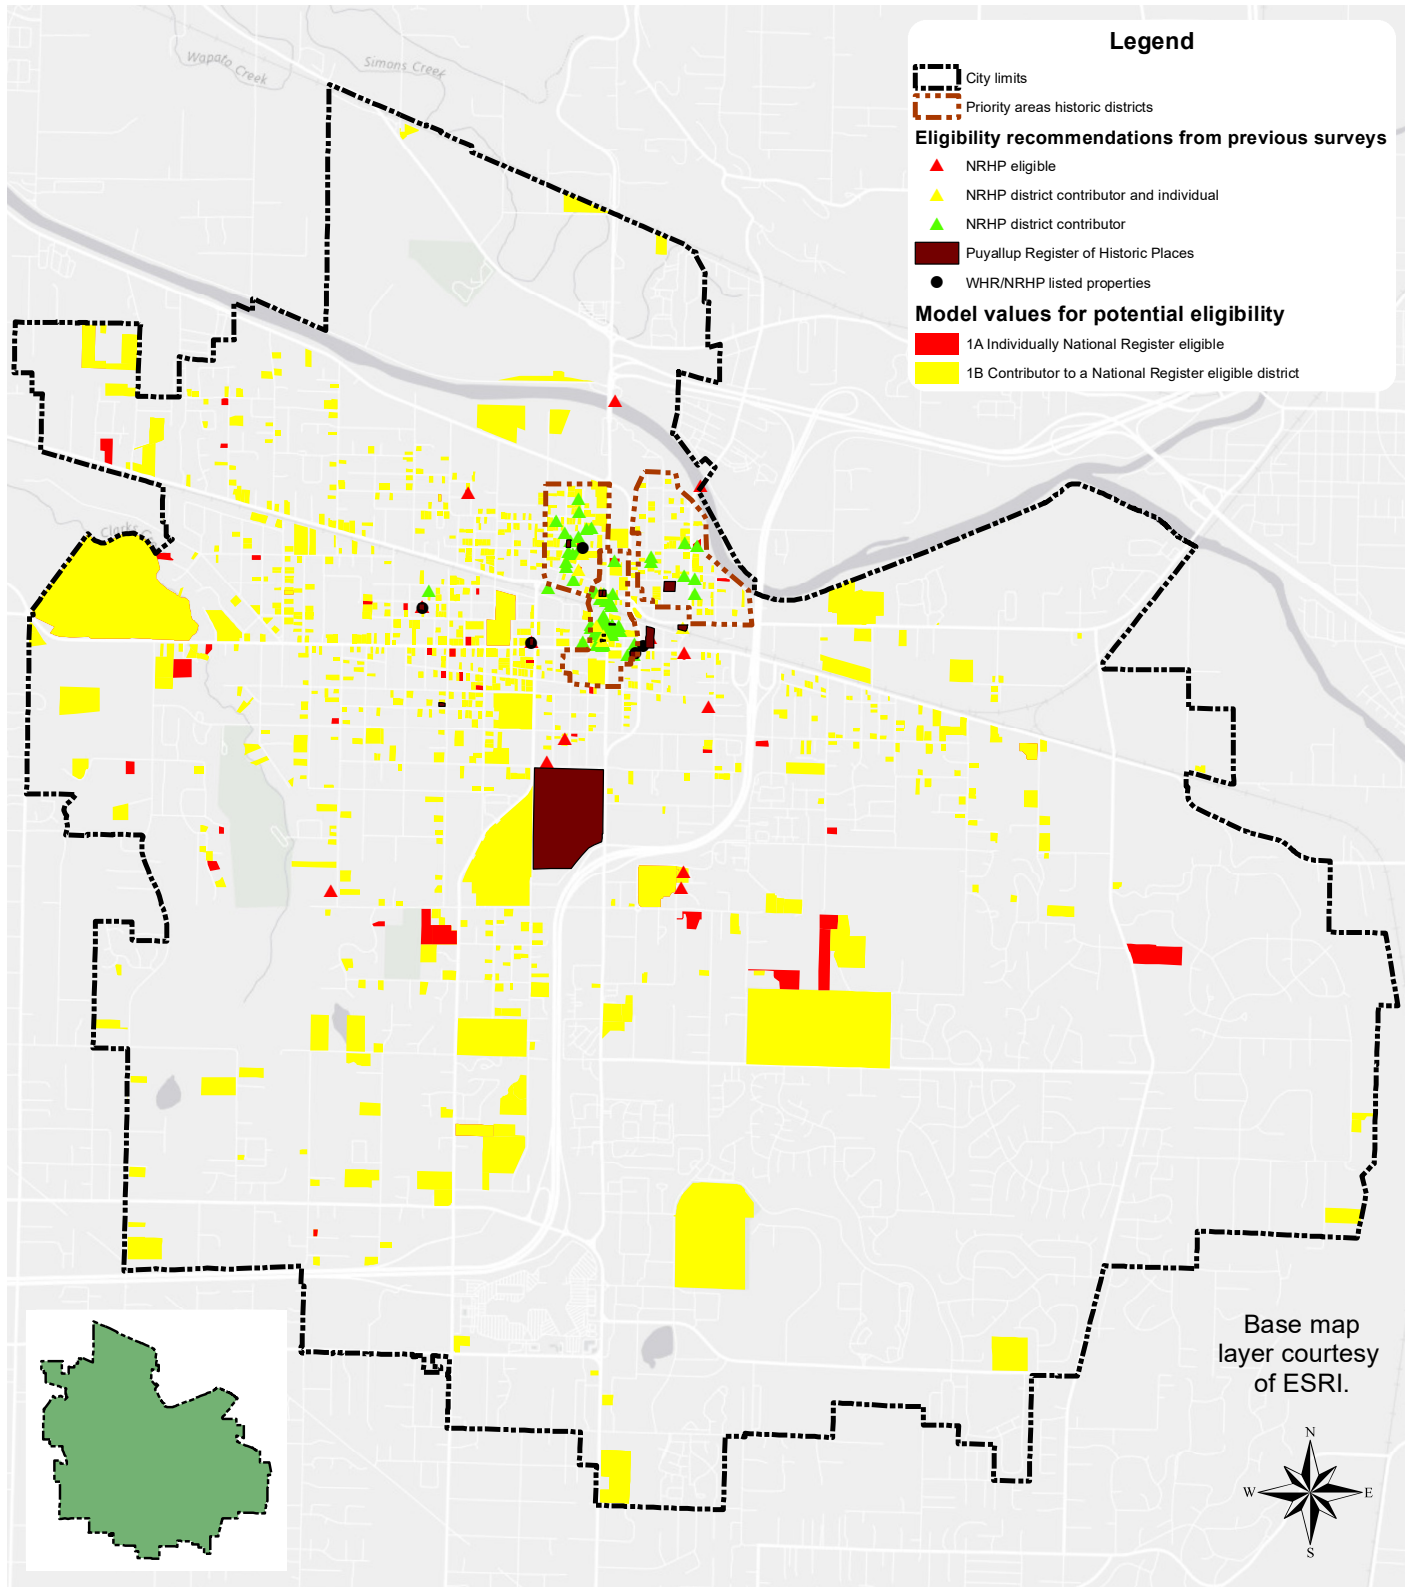 Wapato Creek
Simons Creek
Legend
City limits
Priority areas historic districts
Eligibility recommendations from previous surveys
NRHP eligible
NRHP district contributor and individual
NRHP district contributor
Puyallup Register of Historic Places
WHR/NRHP listed properties
Model values for potential eligibility
1A Individually National Register eligible
1B Contributor to a National Register eligible district
Clarks
Base map
layer courtesy
of ESRI.
N
W E
S